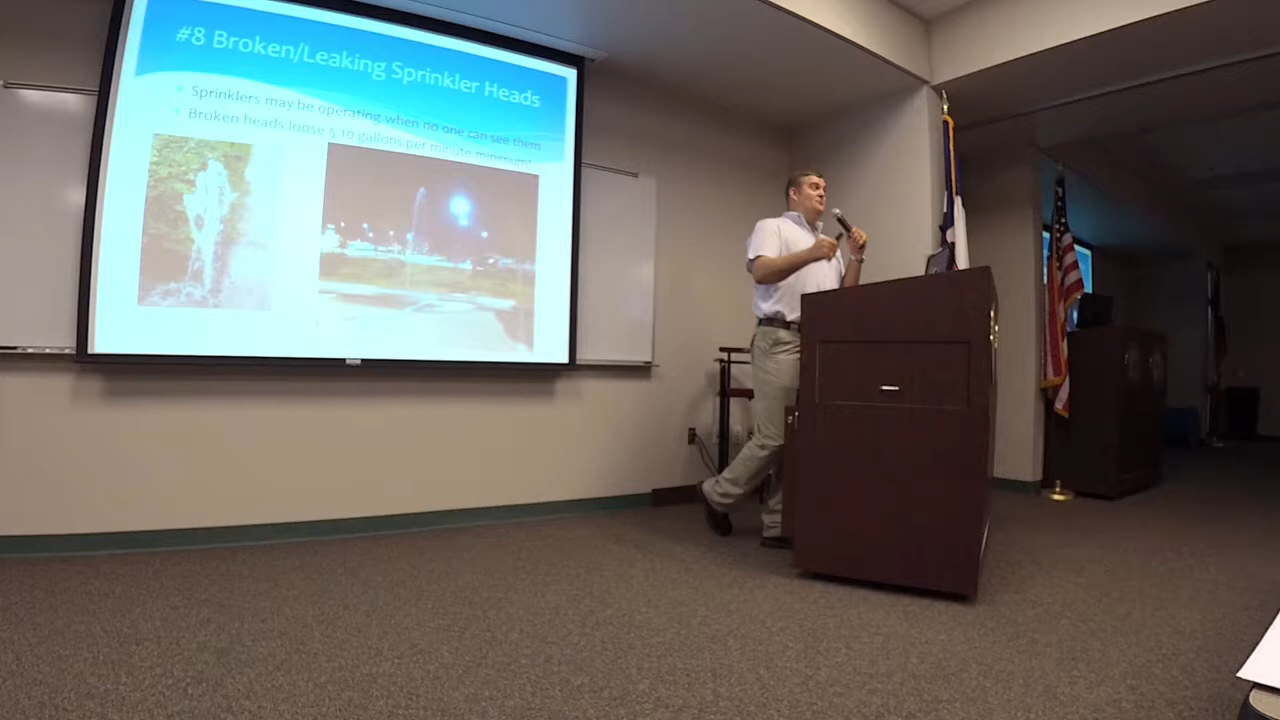 #8 Broken/Leaking Sprinkler Heads
Sprinklers may be operating when no one can see them
Broken heads loose 5-10 gallons per minute minimum!